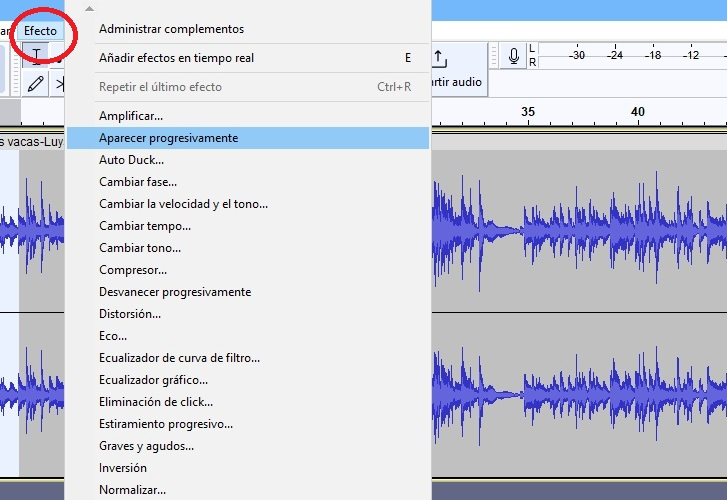 Efecto
Administrar complementos
Añadir efectos en tiempo real E
Repetir el último efecto Ctrl+R
Amplificar...
Aparecer progresivamente
Auto Duck...
Cambiar fase...
Cambiar la velocidad y el tono...
Cambiar tempo...
Cambiar tono...
Compresor...
Desvanecer progresivamente
Distorsión...
Eco...
Ecualizador de curva de filtro...
Ecualizador gráfico...
Eliminación de click...
Estiramiento progresivo...
Graves y agudos...
Inversión
Normalizar...
L
R
-30 -24 -18 -12
rtir audio
35 40
s vacas-Luy